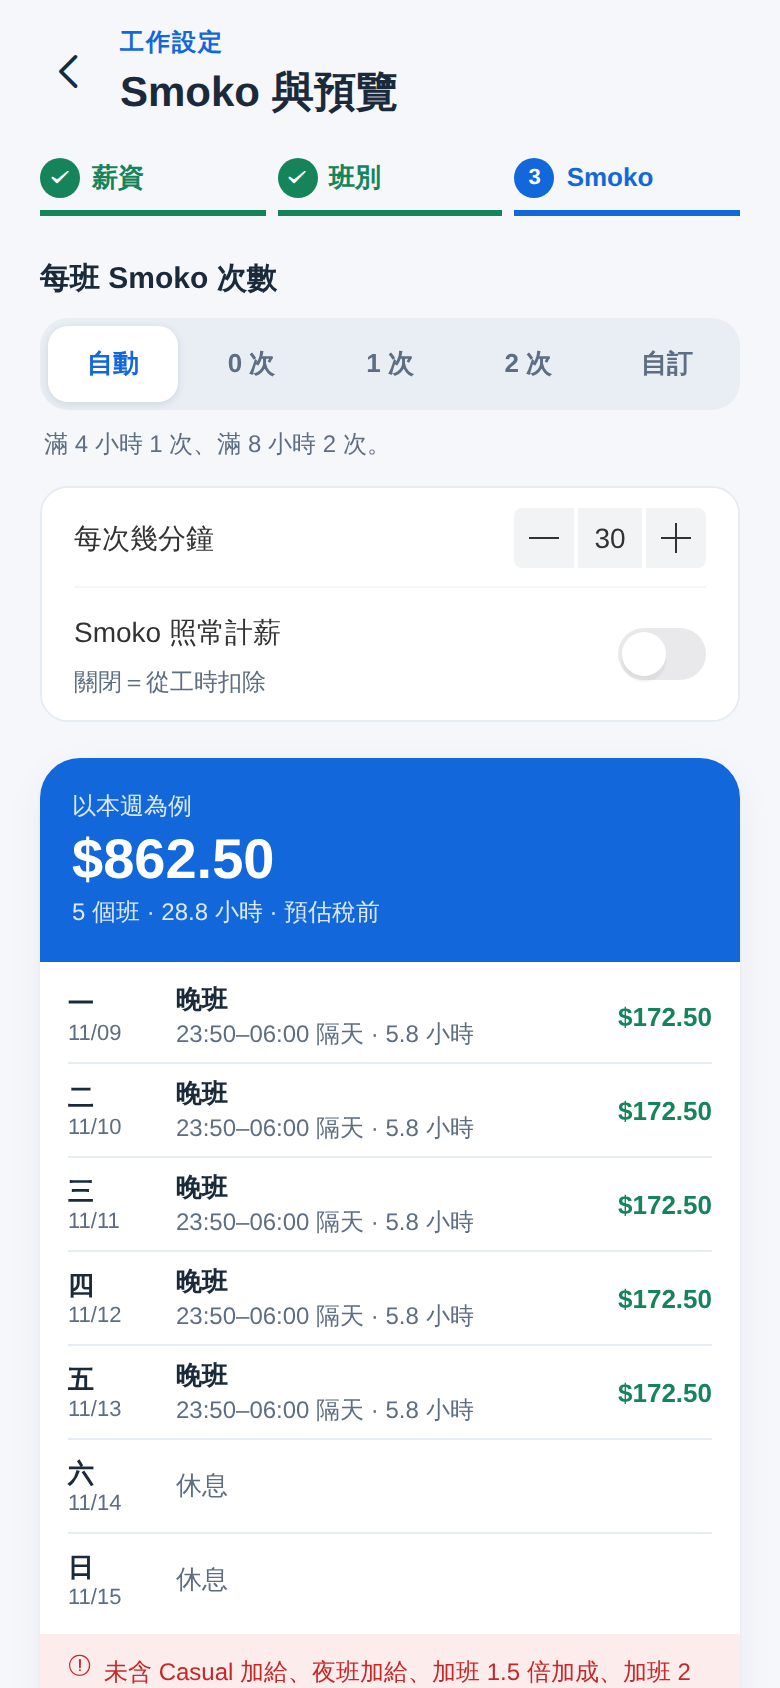 工作設定
Smoko 與預覽
薪資
班別
3 Smoko
每班 Smoko 次數
自動 0 次 1 次 2 次 自訂
滿 4 小時 1 次、滿 8 小時 2 次。
每次幾分鐘 30
Smoko 照常計薪
關閉＝從工時扣除
以本週為例
$862.50
5 個班 · 28.8 小時 · 預估稅前
一 晚班
11/09 23:50–06:00 隔天 · 5.8 小時 $172.50
二 晚班
11/10 23:50–06:00 隔天 · 5.8 小時 $172.50
三 晚班
11/11 23:50–06:00 隔天 · 5.8 小時 $172.50
四 晚班
11/12 23:50–06:00 隔天 · 5.8 小時 $172.50
五 晚班
11/13 23:50–06:00 隔天 · 5.8 小時 $172.50
六
11/14 休息
日
11/15 休息
未含 Casual 加給、夜班加給、加班 1.5 倍加成、加班 2